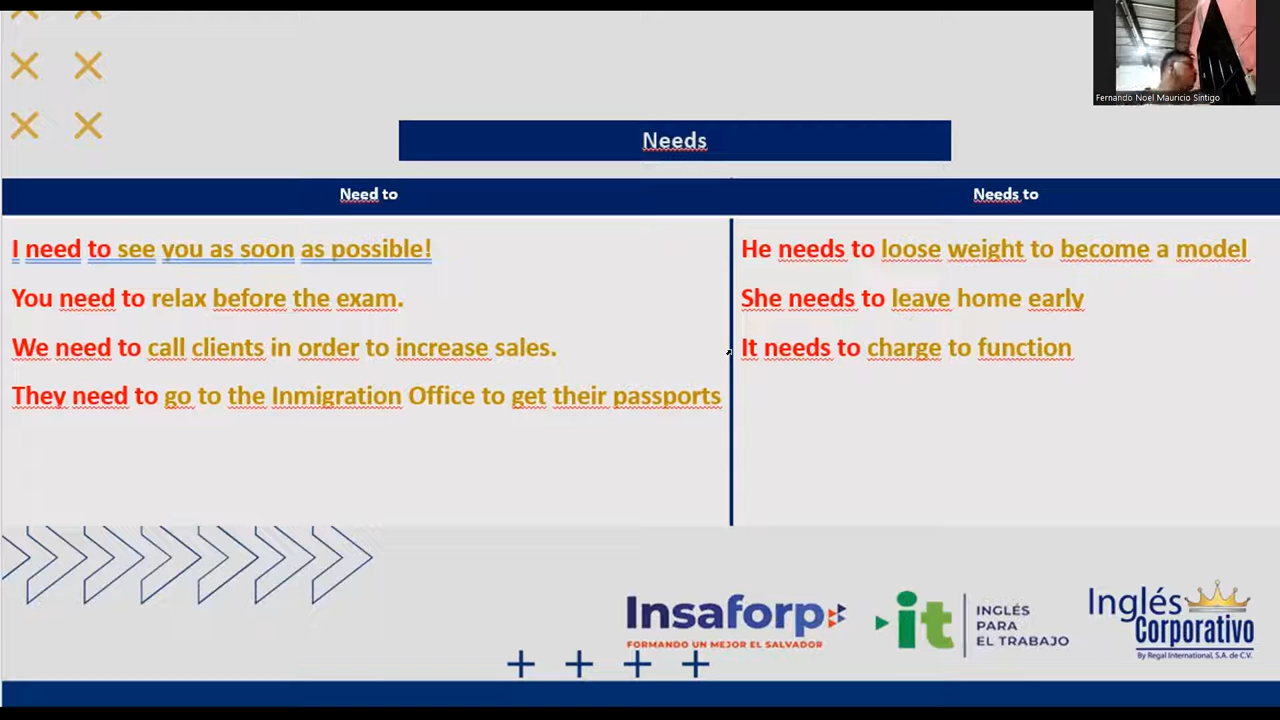 Fernando Noel Mauricio Sintigo
Needs
Need to
Needs to
I need to see you as soon as possible!
You need to relax before the exam.
We need to call clients in order to increase sales.
They need to go to the Inmigration Office to get their passports
He needs to loose weight to become a model
She needs to leave home early
It needs to charge to function
Insaforp
FORMANDO UN MEJOR EL SALVADOR
it
INGLÉS
PARA
EL TRABAJO
Inglés
Corporativo
By Regal International, S.A. de C.V.